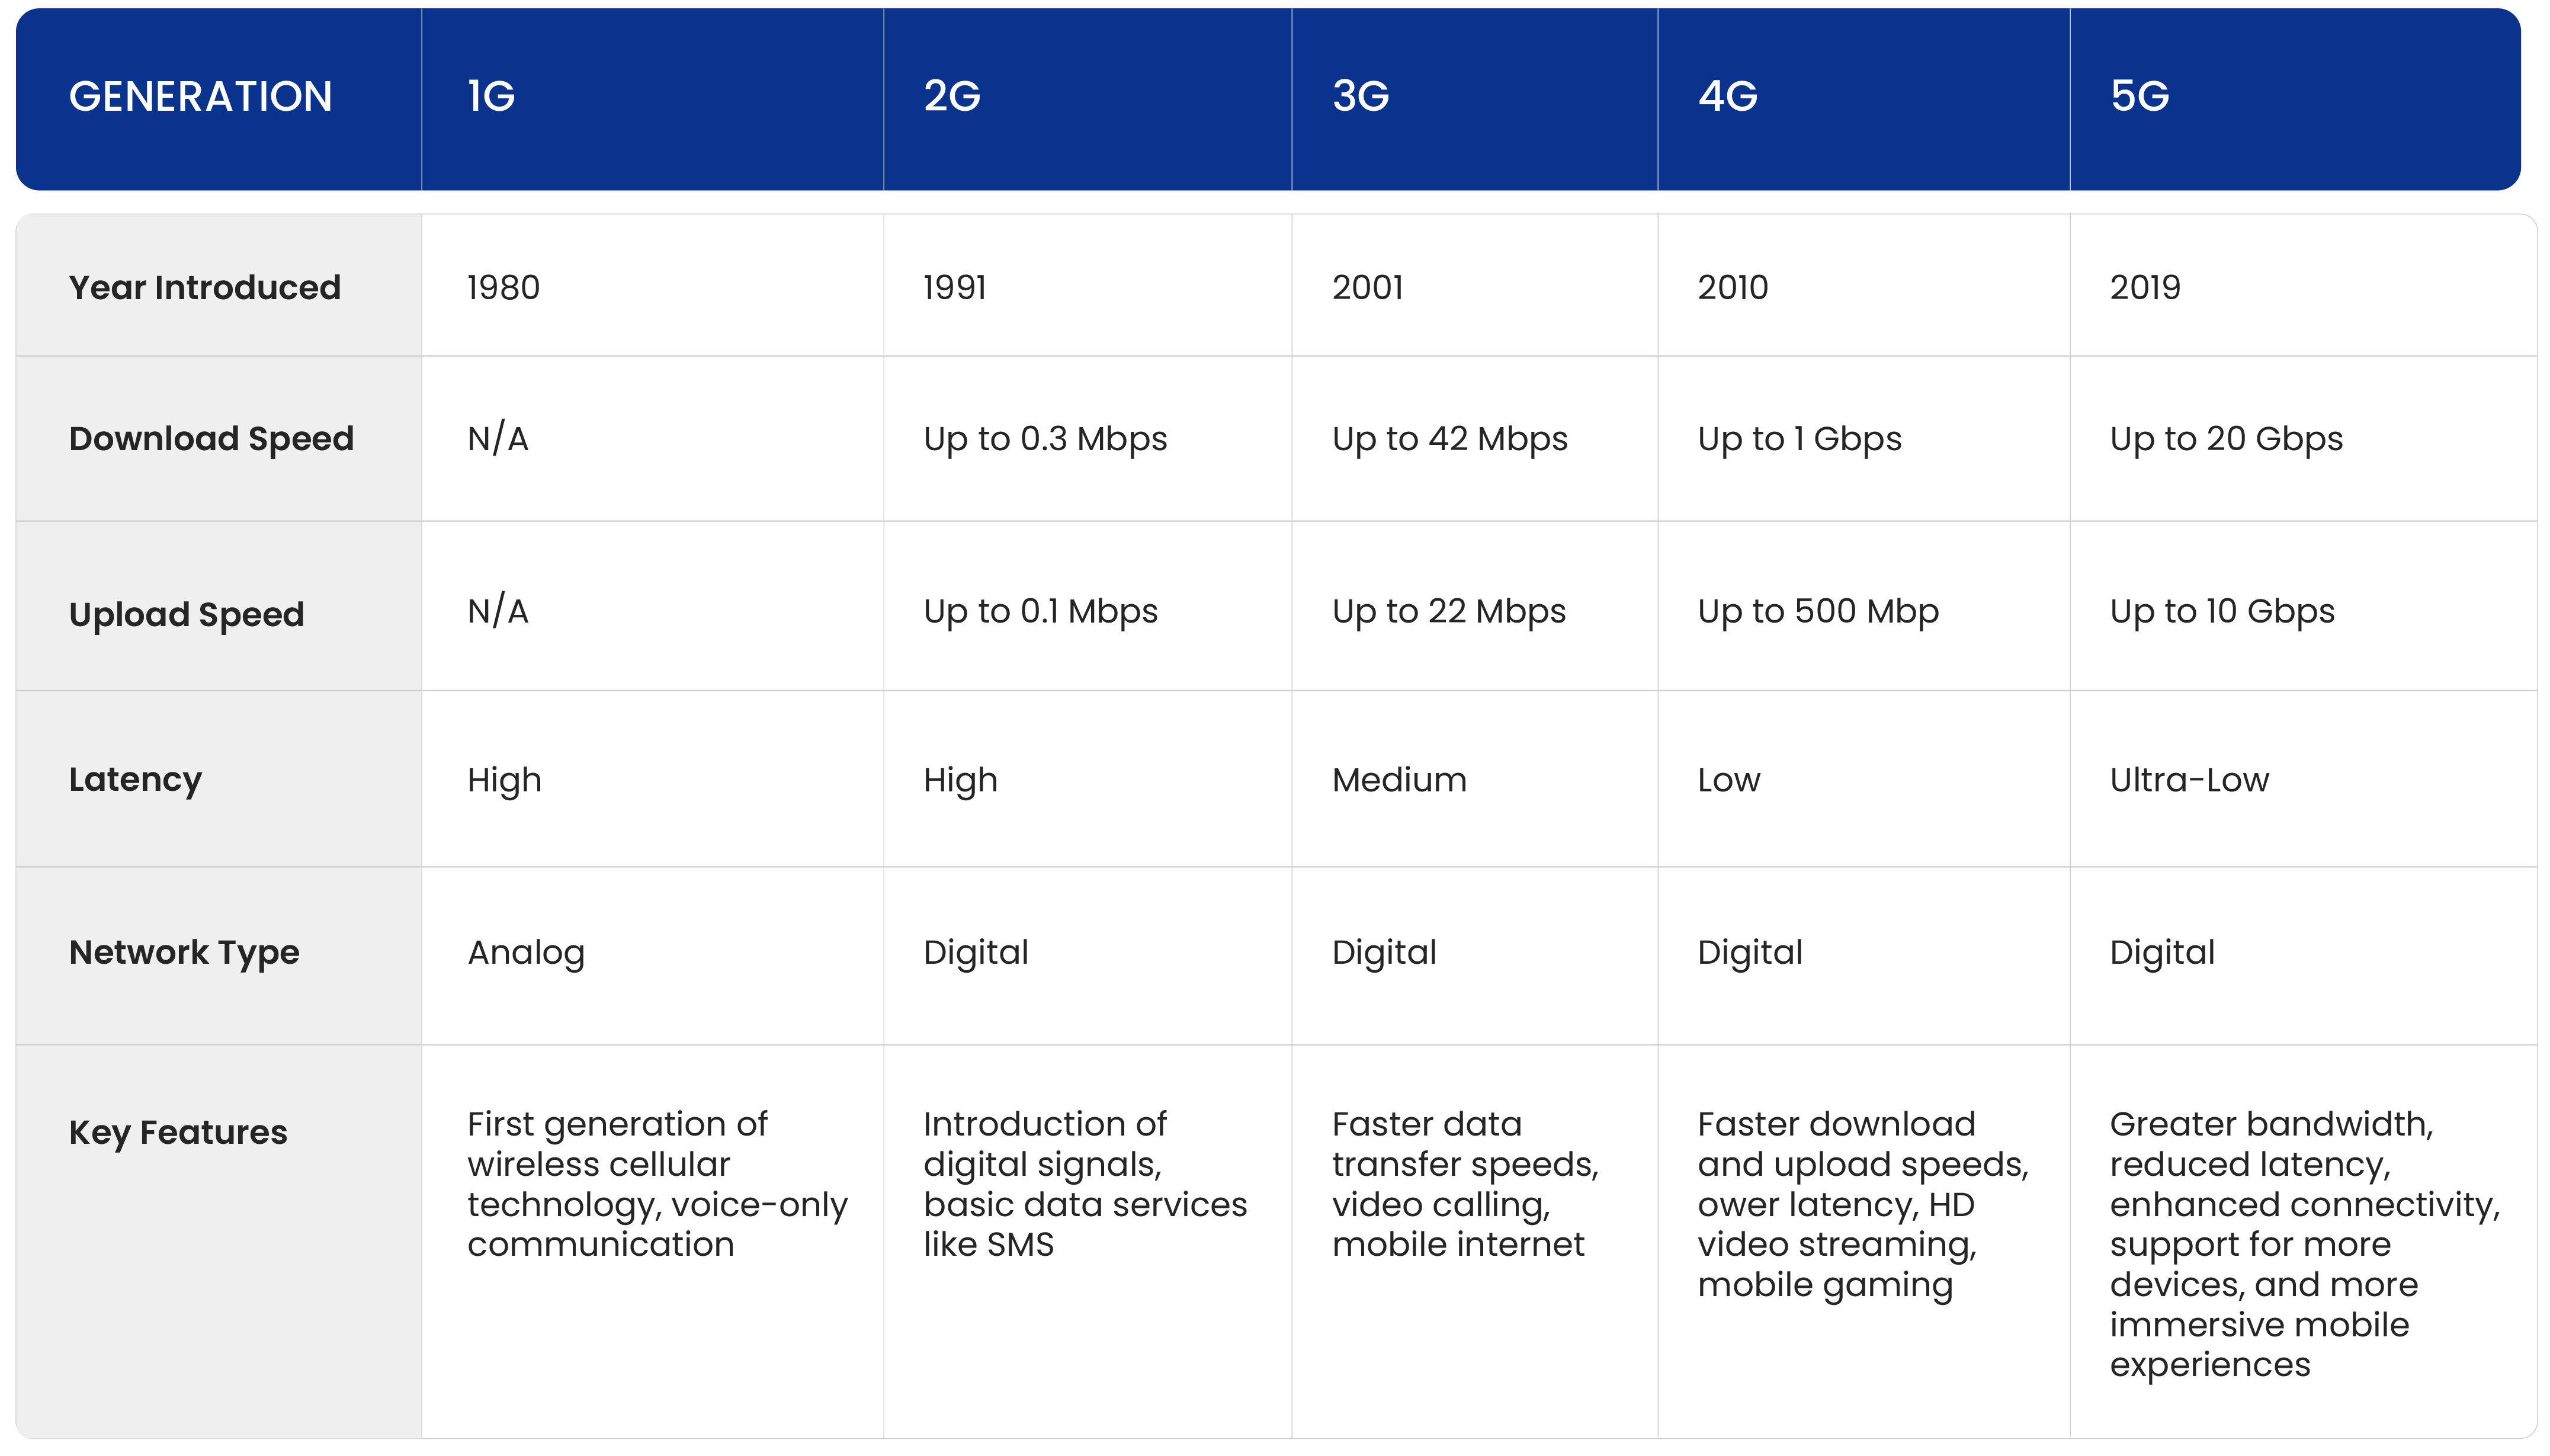 GENERATION 1G 2G 3G 4G 5G
Year Introduced 1980 1991 2001 2010 2019
Download Speed N/A Up to 0.3 Mbps Up to 42 Mbps Up to 1 Gbps Up to 20 Gbps
Upload Speed N/A Up to 0.1 Mbps Up to 22 Mbps Up to 500 Mbp Up to 10 Gbps
Latency High High Medium Low Ultra-Low
Network Type Analog Digital Digital Digital Digital
Key Features
First generation of
wireless cellular
technology, voice-only
communication
Introduction of
digital signals,
basic data services
like SMS
Faster data
transfer speeds,
video calling,
mobile internet
Faster download
and upload speeds,
ower latency, HD
video streaming,
mobile gaming
Greater bandwidth,
reduced latency,
enhanced connectivity,
support for more
devices, and more
immersive mobile
experiences